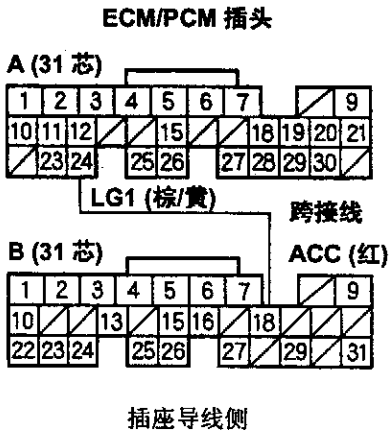 ECM/PCM 插头
A (31 芯)
1 2 3 4 5 6 7 9
10 11 12 15 18 19 20 21
23 24 25 26 27 28 29 30
LG1 (棕/黄)
跨接线
B (31 芯)
ACC (红)
1 2 3 4 5 6 7 9
10 13 15 16 18
22 23 24 25 26 27 29 31
插座导线侧